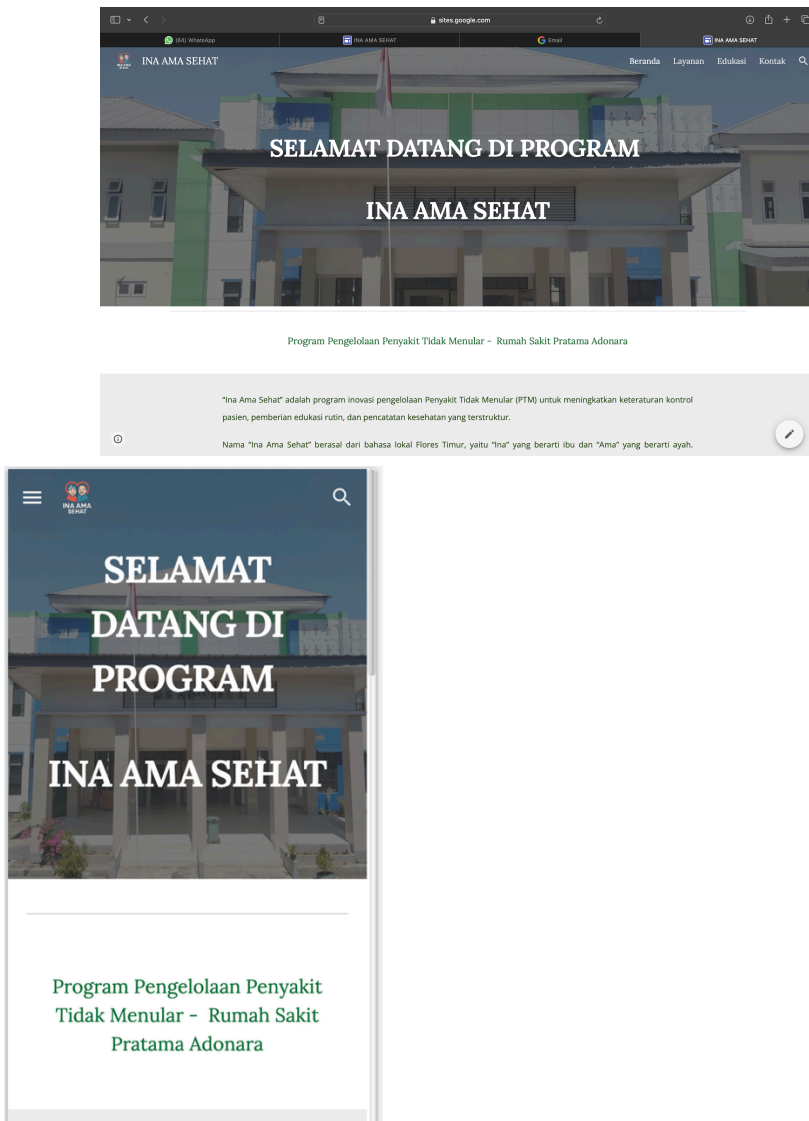 sites.google.com
(64) WhatsApp
INA AMA SEHAT
Email
INA AMA SEHAT
INA AMA SEHAT
INA AMA SEHAT
Beranda Layanan Edukasi Kontak
SELAMAT DATANG DI PROGRAM
INA AMA SEHAT
Program Pengelolaan Penyakit Tidak Menular - Rumah Sakit Pratama Adonara
"Ina Ama Sehat" adalah program inovasi pengelolaan Penyakit Tidak Menular (PTM) untuk meningkatkan keteraturan kontrol
pasien, pemberian edukasi rutin, dan pencatatan kesehatan yang terstruktur.
Nama "Ina Ama Sehat" berasal dari bahasa lokal Flores Timur, yaitu "Ina" yang berarti ibu dan "Ama" yang berarti ayah.
INA AMA
SEHAT
SELAMAT
DATANG DI
PROGRAM
INA AMA SEHAT
Program Pengelolaan Penyakit
Tidak Menular - Rumah Sakit
Pratama Adonara